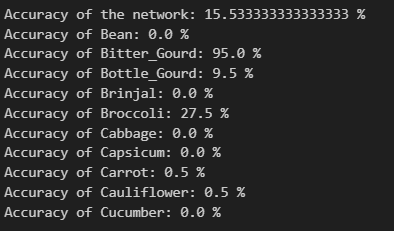 Accuracy of the network: 15.533333333333333 %
Accuracy of Bean: 0.0 %
Accuracy of Bitter_Gourd: 95.0 %
Accuracy of Bottle_Gourd: 9.5 %
Accuracy of Brinjal: 0.0 %
Accuracy of Broccoli: 27.5 %
Accuracy of Cabbage: 0.0 %
Accuracy of Capsicum: 0.0 %
Accuracy of Carrot: 0.5 %
Accuracy of Cauliflower: 0.5 %
Accuracy of Cucumber: 0.0 %